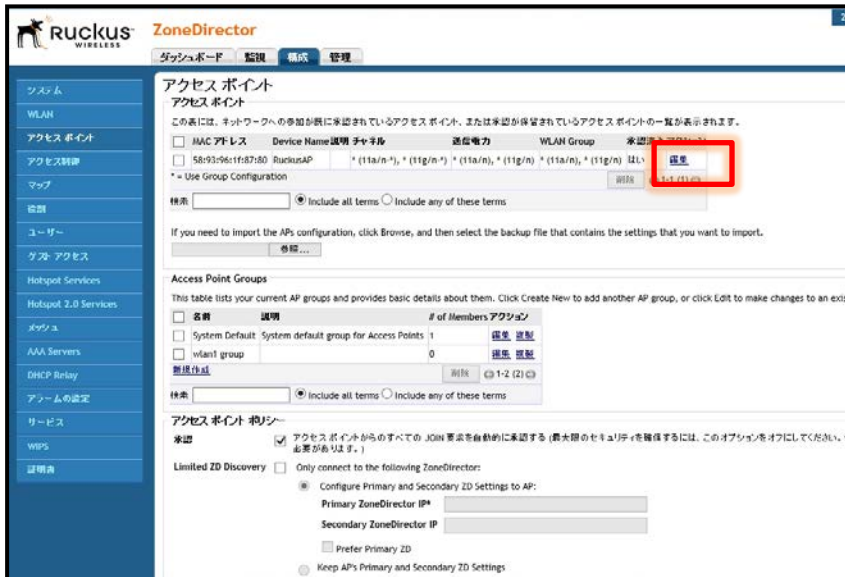 Ruckus
WIRELESS
ZoneDirector
ダッシュボード 監視 構成 管理
システム
WLAN
アクセス ポイント
アクセス制御
マップ
役割
ユーザー
ゲスト アクセス
Hotspot Services
Hotspot 2.0 Services
メッシュ
AAA Servers
DHCP Relay
アラームの設定
サービス
WIPS
証明書
アクセス ポイント
アクセス ポイント
この表には、ネットワークへの参加が既に承認されているアクセス ポイント、または承認が保留されているアクセス ポイントの一覧が表示されます。
MAC アドレス Device Name 説明 チャネル 送信電力 WLAN Group
58:93:96:1f:87:80 RuckusAP * (11a/n-*), * (11g/n-*) * (11a/n), * (11g/n) * (11a/n), * (11g/n) はい 編集
* = Use Group Configuration 削除 1-1 (1)
検索 Include all terms Include any of these terms
If you need to import the APs configuration, click Browse, and then select the backup file that contains the settings that you want to import.
参照...
Access Point Groups
This table lists your current AP groups and provides basic details about them. Click Create New to add another AP group, or click Edit to make changes to an exis
名前 説明 # of Members アクション
System Default System default group for Access Points 1 編集 複製
wlan1 group 0 編集 複製
新規作成 削除 1-2 (2)
検索 Include all terms Include any of these terms
アクセス ポイント ポリシー
承認 アクセス ポイントからのすべての JOIN 要求を自動的に承認する (最大限のセキュリティを確保するには、このオプションをオフにしてください。
必要があります。)
Limited ZD Discovery Only connect to the following ZoneDirector:
Configure Primary and Secondary ZD Settings to AP:
Primary ZoneDirector IP*
Secondary ZoneDirector IP
Prefer Primary ZD
Keep AP's Primary and Secondary ZD Settings